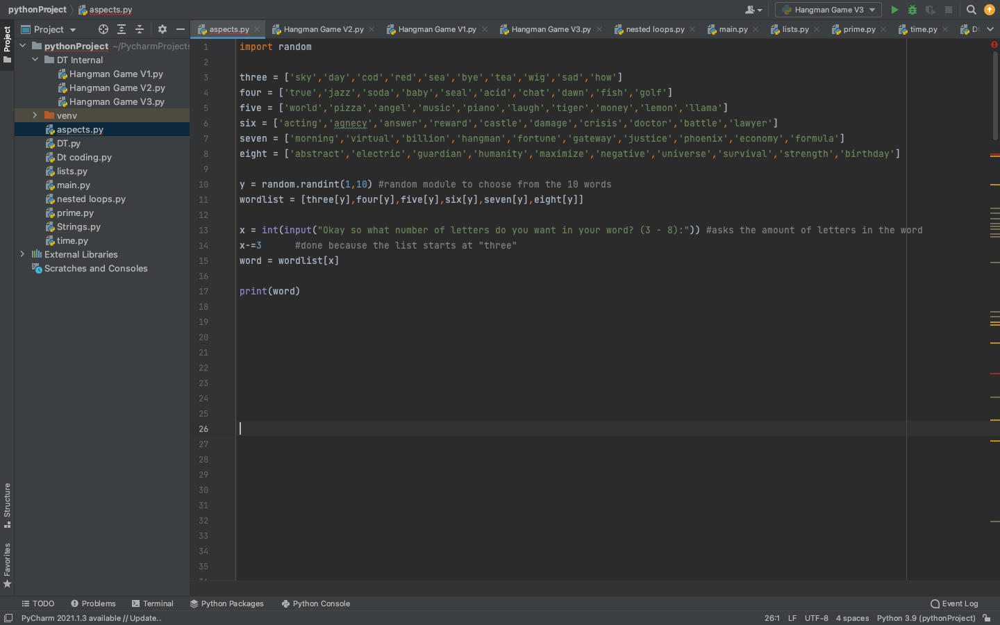 pythonProject aspects.py
Hangman Game V3
Project
aspects.py Hangman Game V2.py Hangman Game V1.py Hangman Game V3.py nested loops.py main.py lists.py prime.py time.py
pythonProject ~/PycharmProjects
DT Internal
Hangman Game V1.py
Hangman Game V2.py
Hangman Game V3.py
venv
aspects.py
DT.py
Dt coding.py
lists.py
main.py
nested loops.py
prime.py
Strings.py
time.py
External Libraries
Scratches and Consoles
Project
Structure
Favorites
1 import random
2
3 three = ['sky','day','cod','red','sea','bye','tea','wig','sad','how']
4 four = ['true','jazz','soda','baby','seal','acid','chat','dawn','fish','golf']
5 five = ['world','pizza','angel','music','piano','laugh','tiger','money','lemon','llama']
6 six = ['acting','agnecy','answer','reward','castle','damage','crisis','doctor','battle','lawyer']
7 seven = ['morning','virtual','billion','hangman','fortune','gateway','justice','phoenix','economy','formula']
8 eight = ['abstract','electric','guardian','humanity','maximize','negative','universe','survival','strength','birthday']
9
10 y = random.randint(1,10) #random module to choose from the 10 words
11 wordlist = [three[y],four[y],five[y],six[y],seven[y],eight[y]]
12
13 x = int(input("Okay so what number of letters do you want in your word? (3 - 8):")) #asks the amount of letters in the word
14 x-=3 #done because the list starts at "three"
15 word = wordlist[x]
16
17 print(word)
18
19
20
21
22
23
24
25
26
27
28
29
30
31
32
33
34
35
TODO Problems Terminal Python Packages Python Console Event Log
PyCharm 2021.1.3 available // Update.. 26:1 LF UTF-8 4 spaces Python 3.9 (pythonProject)